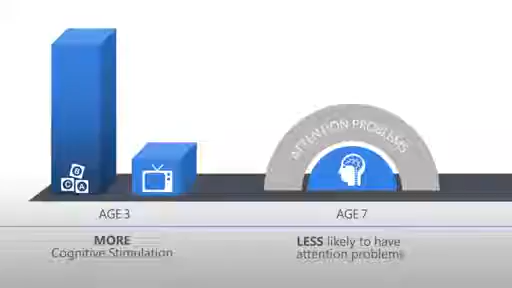 B
C A
ATTENTION PROBLEMS
AGE 3
AGE 7
MORE
Cognitive Stimulation
LESS likely to have
attention problems